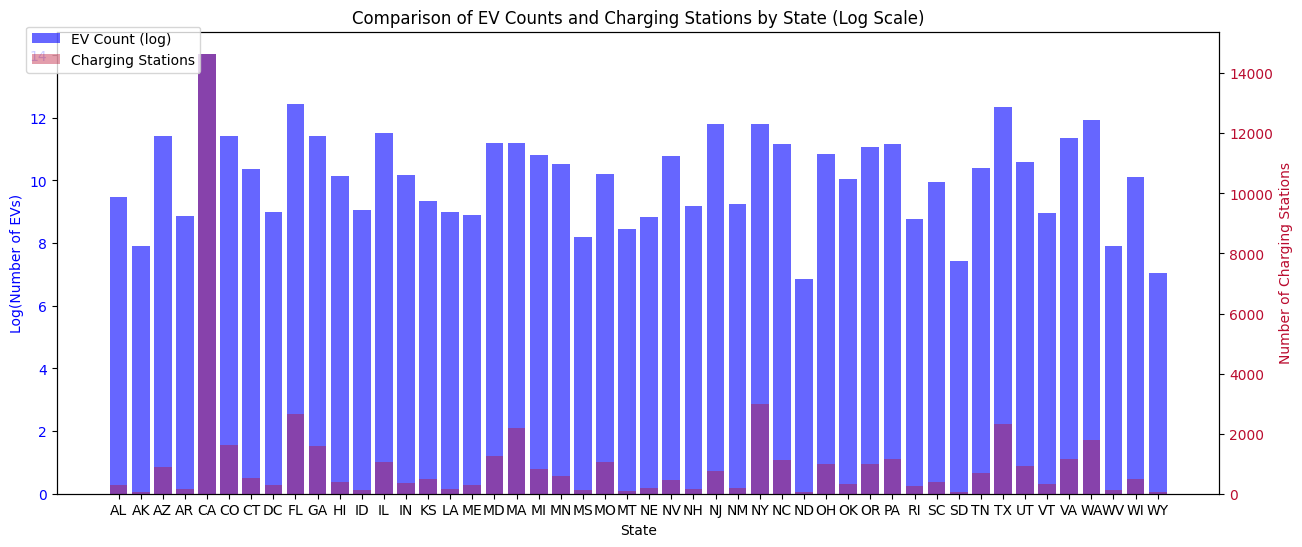 Comparison of EV Counts and Charging Stations by State (Log Scale)
EV Count (log)
Charging Stations
14
12
10
8
6
4
2
0
Log(Number of EVs)
14000
12000
10000
8000
6000
4000
2000
0
Number of Charging Stations
AL AK AZ AR CA CO CT DC FL GA HI ID IL IN KS LA ME MD MA MI MN MS MO MT NE NV NH NJ NM NY NC ND OH OK OR PA RI SC SD TN TX UT VT VA WA WV WI WY
State